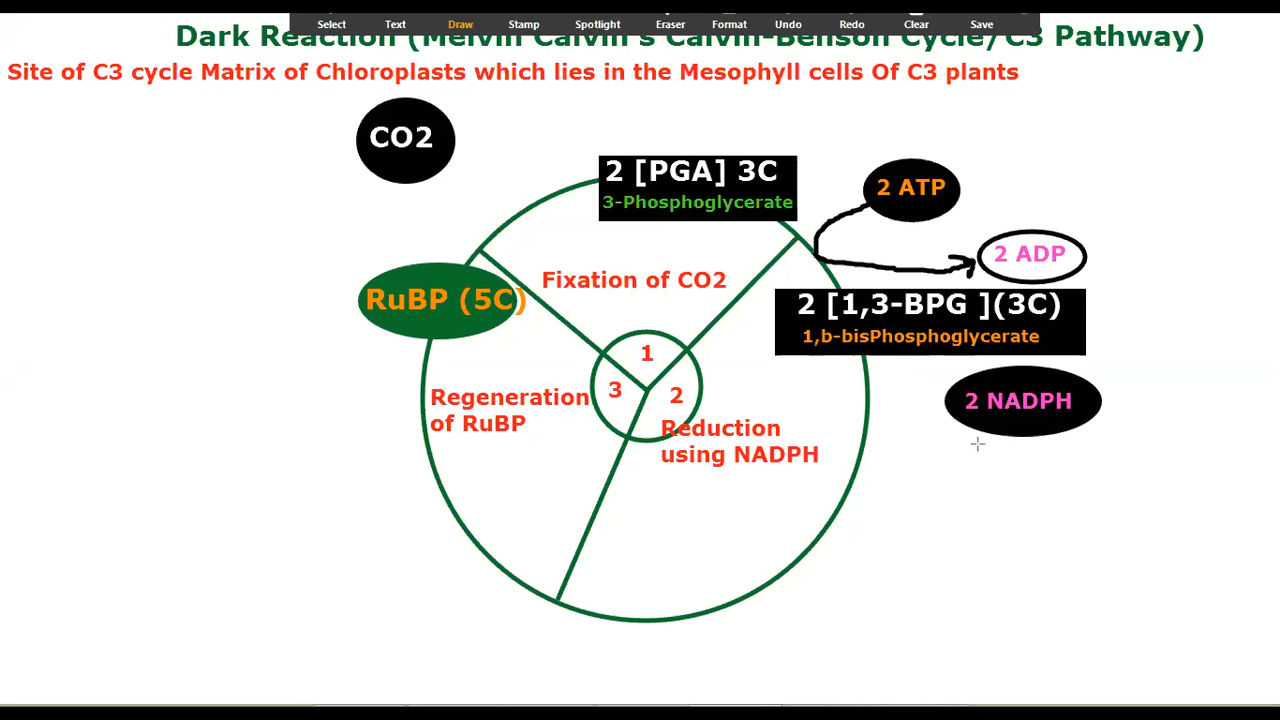 Select Text Draw Stamp Spotlight Eraser Format Undo Redo Clear Save
Dark Reaction (Melvin Calvin's Calvin-Benson Cycle/C3 Pathway)
Site of C3 cycle Matrix of Chloroplasts which lies in the Mesophyll cells Of C3 plants
CO2
2 [PGA] 3C
3-Phosphoglycerate
2 ATP
2 ADP
Fixation of CO2
RuBP (5C)
2 [1,3-BPG ](3C)
1,b-bisPhosphoglycerate
1
3
2
Regeneration
of RuBP
2 NADPH
Reduction
using NADPH